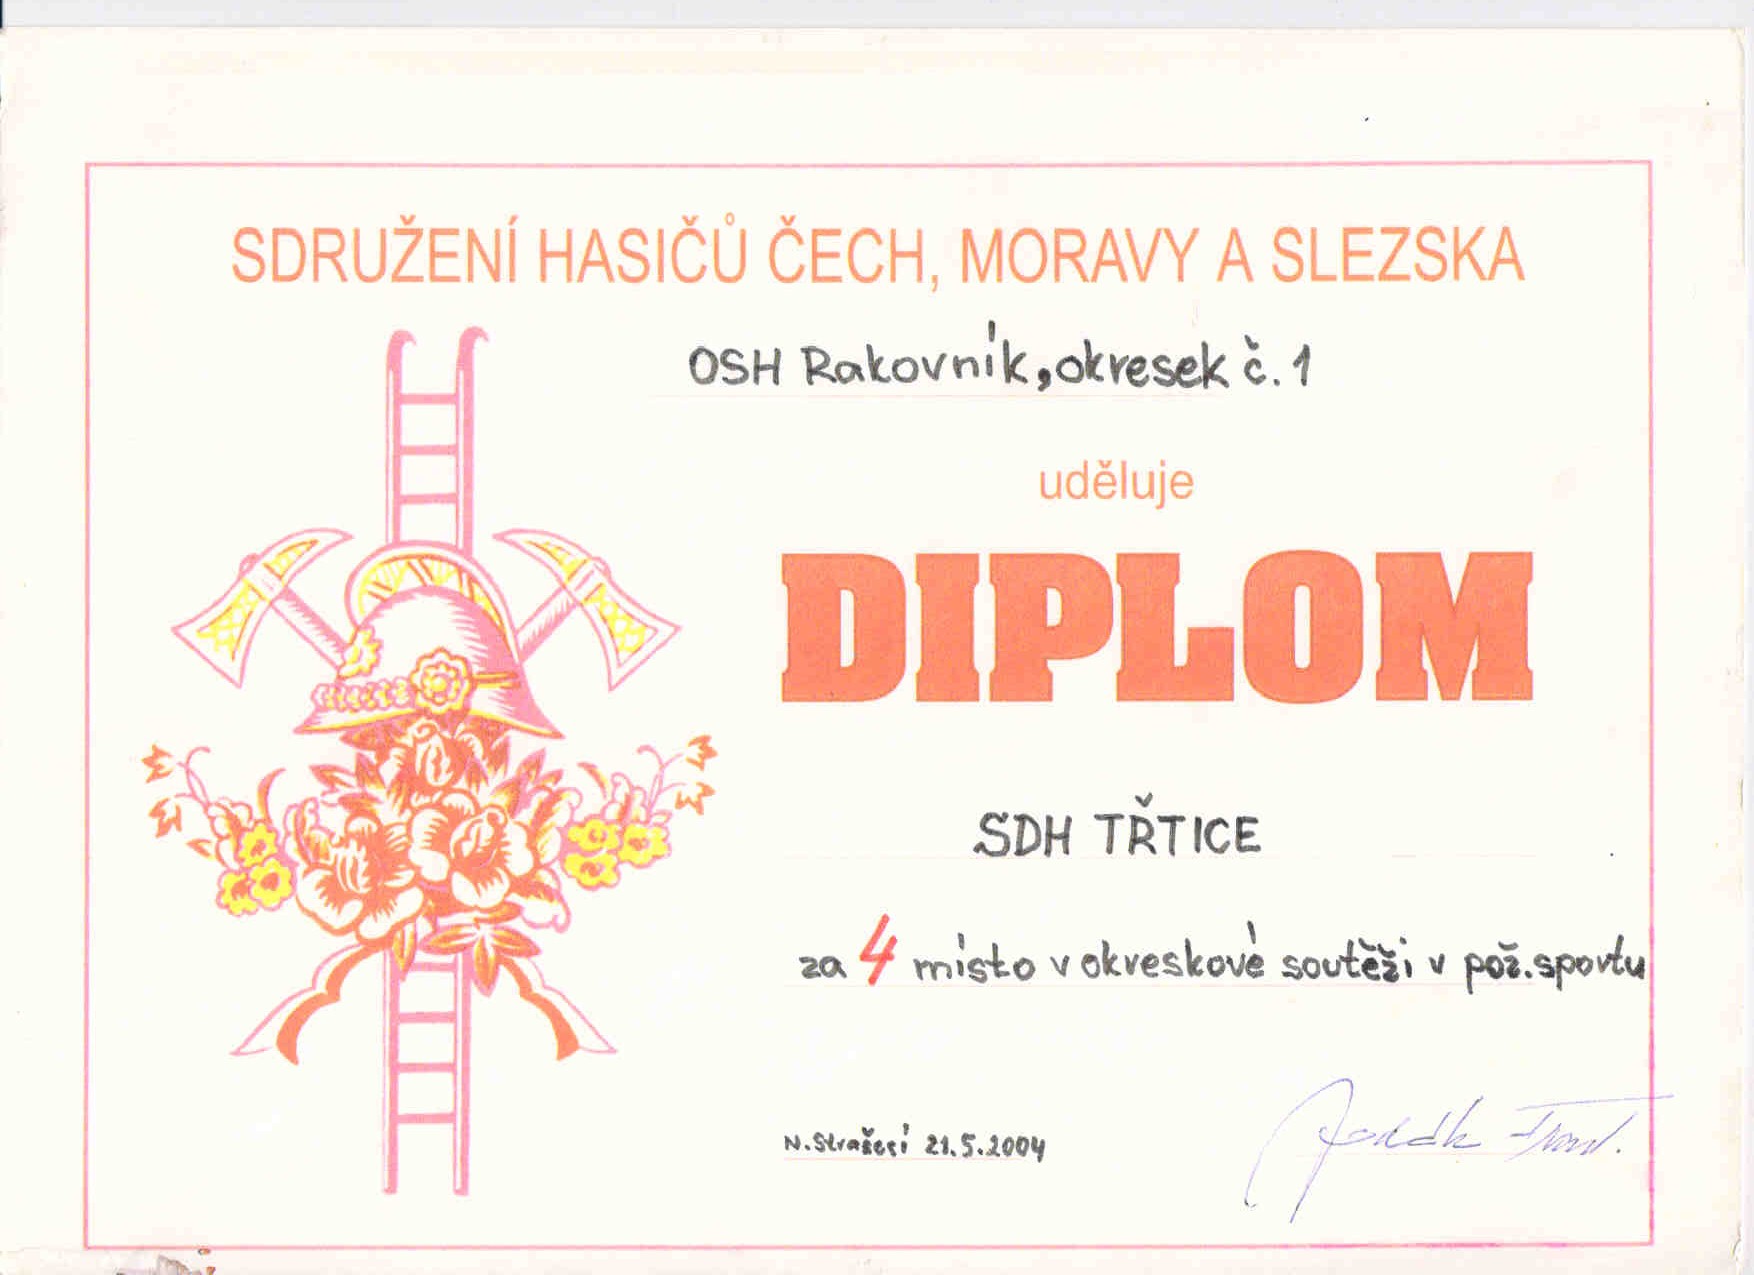 SDRUŽENÍ HASIČŮ ČECH, MORAVY A SLEZSKA
OSH Rakovník, okresek č. 1
uděluje
DIPLOM
SDH TŘTICE
za 4 místo v okreskové soutěži v pož. sportu
N. Strašecí 21.5.2004